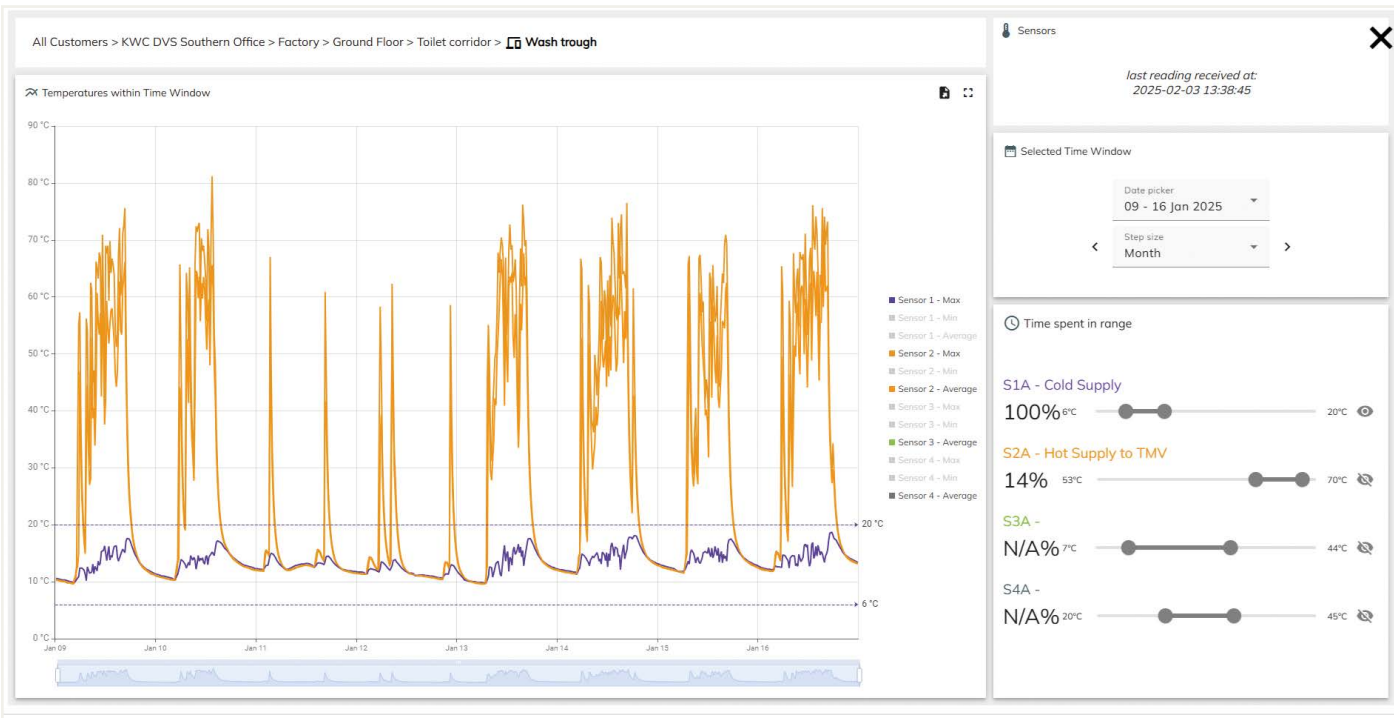 All Customers > KWC DVS Southern Office > Factory > Ground Floor > Toilet corridor > Wash trough
Temperatures within Time Window
90 °C
80 °C
70 °C
60 °C
50 °C
40 °C
30 °C
20 °C
10 °C
0 °C
20 °C
6 °C
Jan 09 Jan 10 Jan 11 Jan 12 Jan 13 Jan 14 Jan 15 Jan 16
Sensor 1 - Max
Sensor 1 - Min
Sensor 1 - Average
Sensor 2 - Max
Sensor 2 - Min
Sensor 2 - Average
Sensor 3 - Max
Sensor 3 - Min
Sensor 3 - Average
Sensor 4 - Max
Sensor 4 - Min
Sensor 4 - Average
Sensors
last reading received at:
2025-02-03 13:38:45
Selected Time Window
Date picker
09 - 16 Jan 2025
Step size
Month
Time spent in range
S1A - Cold Supply
100% 6°C 20°C
S2A - Hot Supply to TMV
14% 53°C 70°C
S3A -
N/A% 7°C 44°C
S4A -
N/A% 20°C 45°C